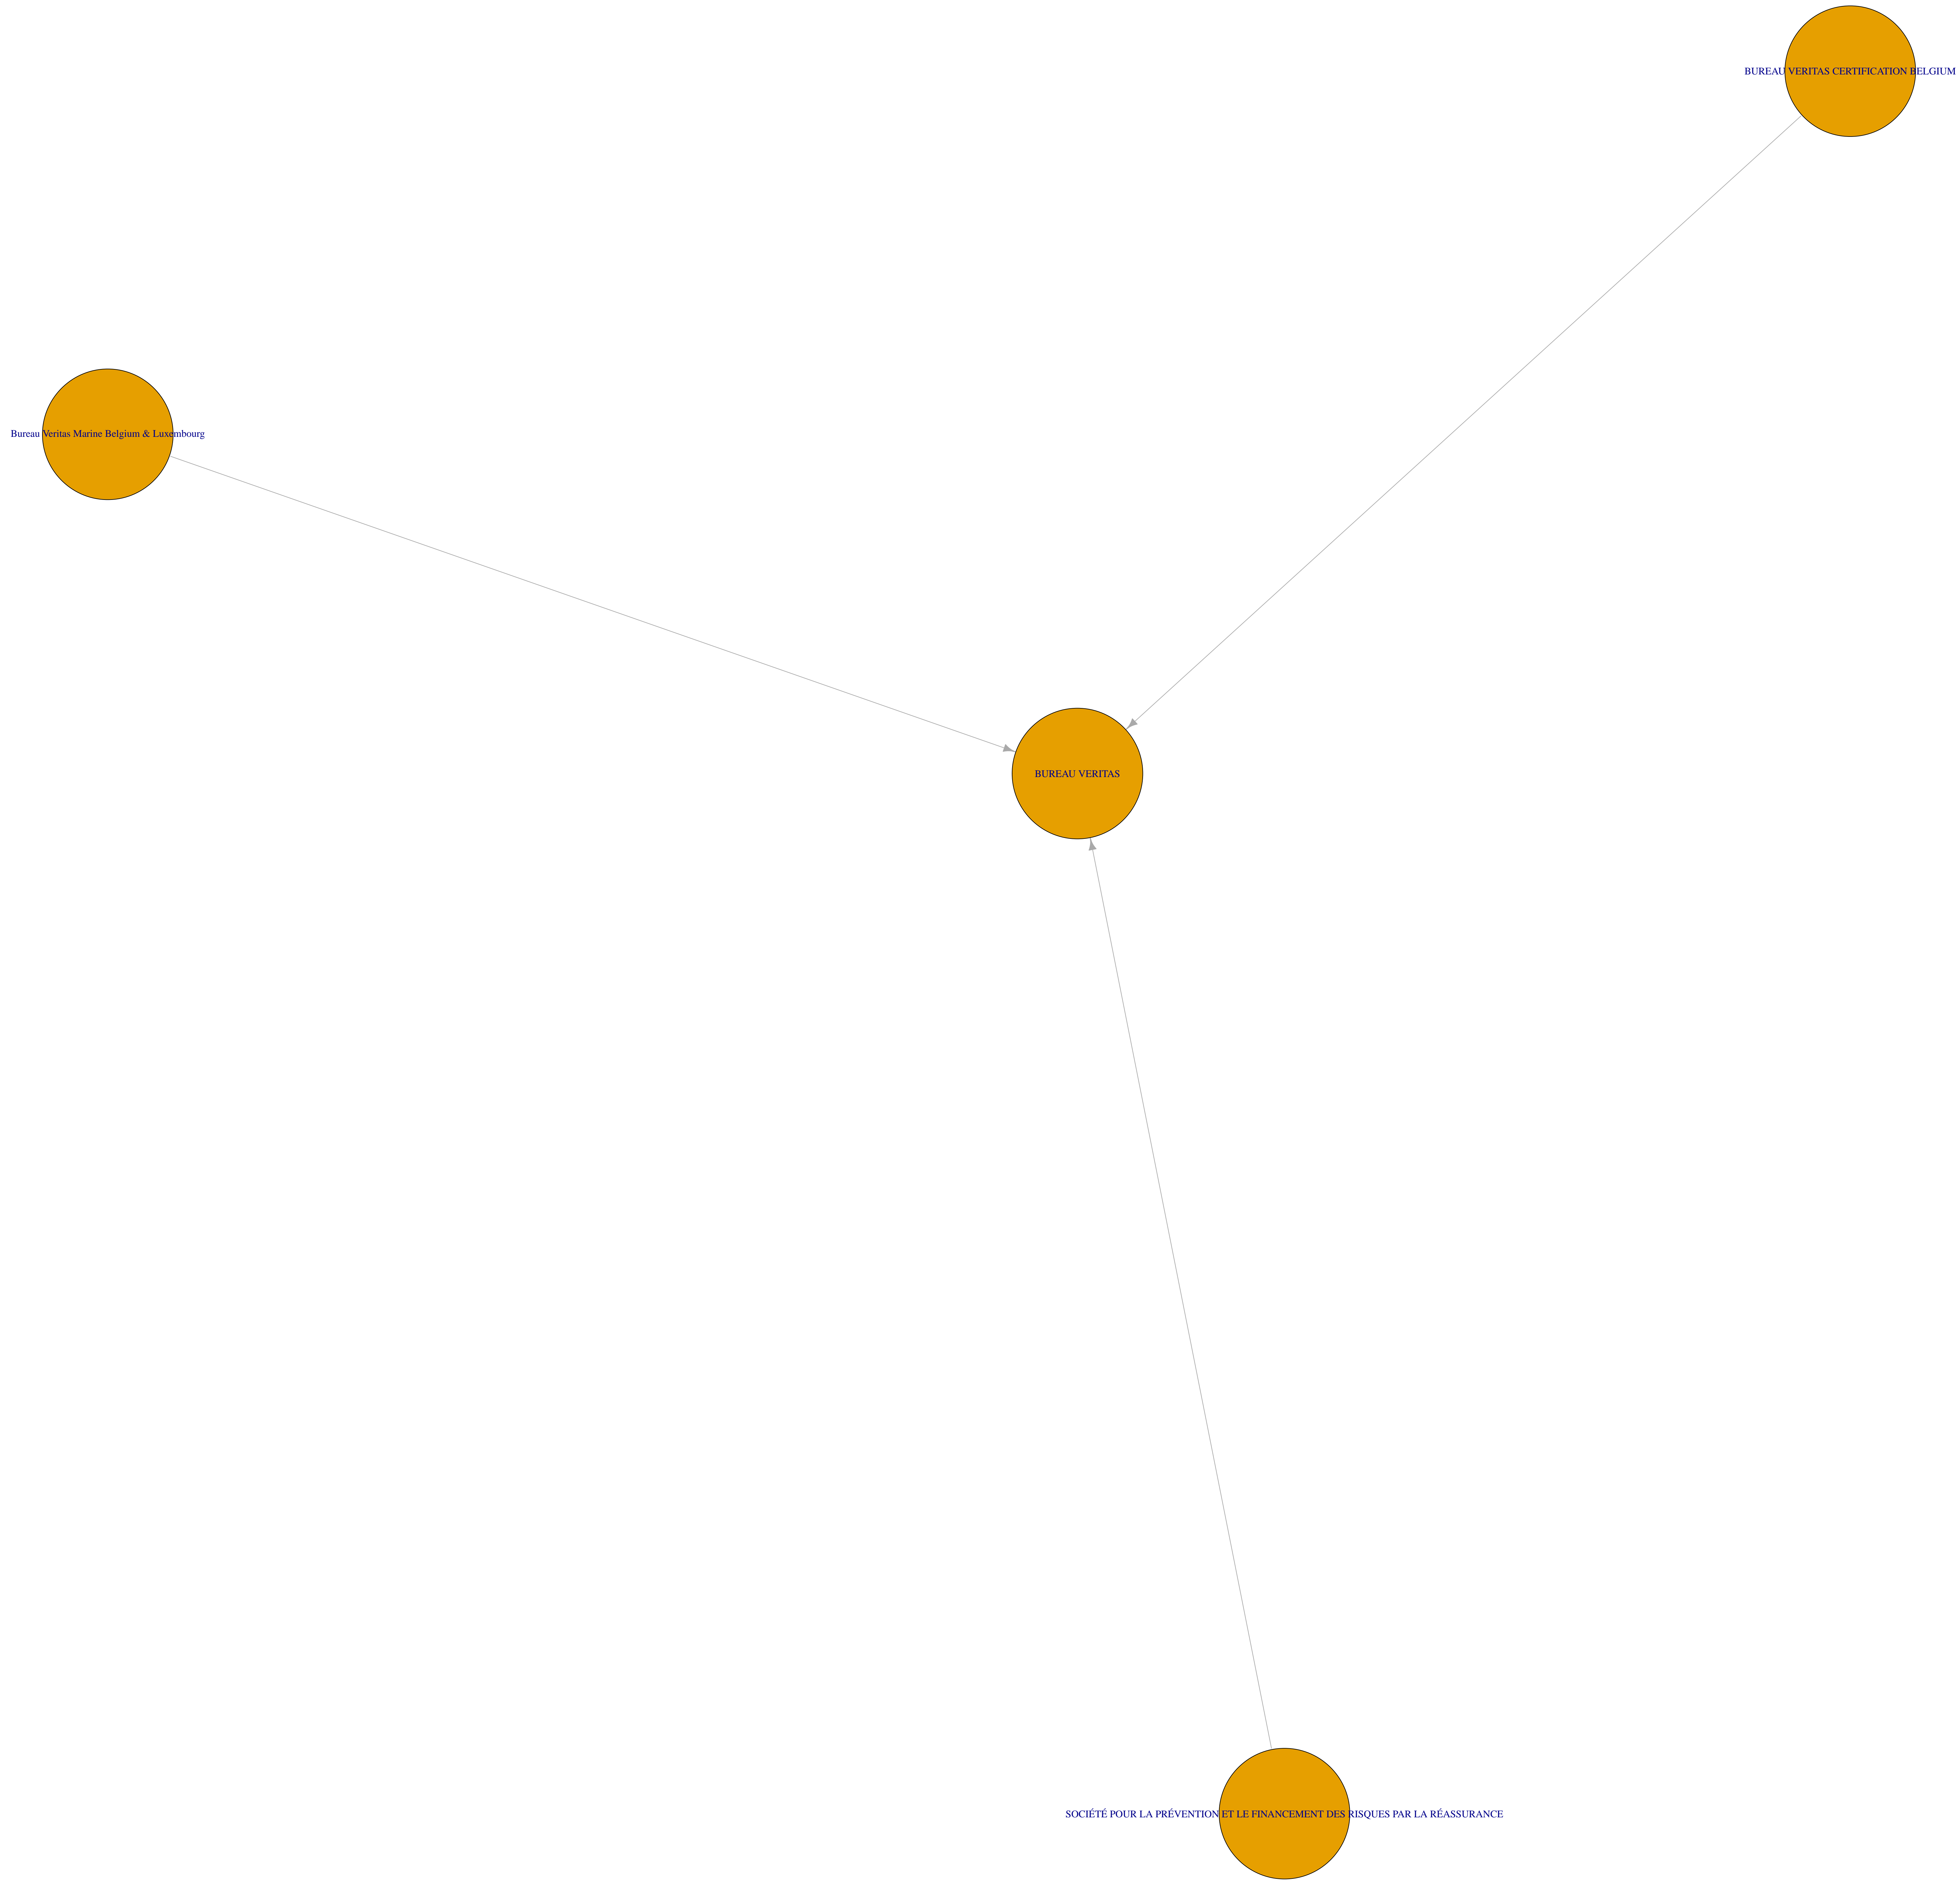 BUREAU VERITAS CERTIFICATION BELGIUM
Bureau Veritas Marine Belgium & Luxembourg
BUREAU VERITAS
SOCIÉTÉ POUR LA PRÉVENTION ET LE FINANCEMENT DES RISQUES PAR LA RÉASSURANCE